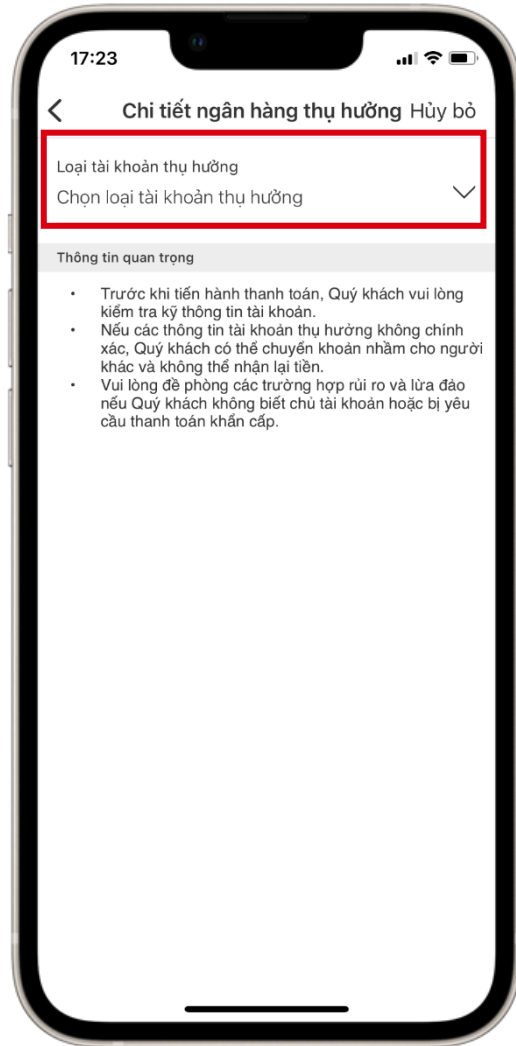 17:23
Chi tiết ngân hàng thụ hưởng Hủy bỏ
Loại tài khoản thụ hưởng
Chọn loại tài khoản thụ hưởng
Thông tin quan trọng
• Trước khi tiến hành thanh toán, Quý khách vui lòng
kiểm tra kỹ thông tin tài khoản.
• Nếu các thông tin tài khoản thụ hưởng không chính
xác, Quý khách có thể chuyển khoản nhầm cho người
khác và không thể nhận lại tiền.
• Vui lòng đề phòng các trường hợp rủi ro và lừa đảo
nếu Quý khách không biết chủ tài khoản hoặc bị yêu
cầu thanh toán khẩn cấp.